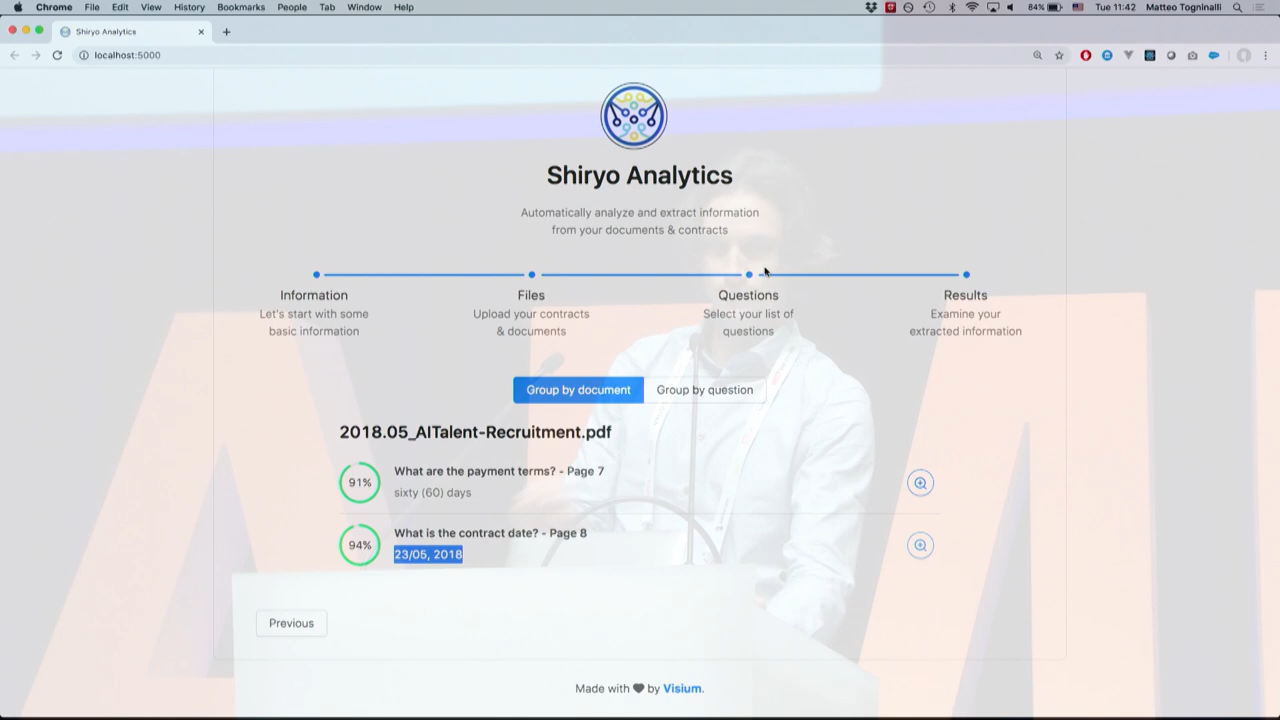 Chrome File Edit View History Bookmarks People Tab Window Help 84% Tue 11:42 Matteo Togninalli
Shiryo Analytics
localhost:5000
Shiryo Analytics
Automatically analyze and extract information
from your documents & contracts
Information Files Questions Results
Let's start with some Upload your contracts Select your list of Examine your
basic information & documents questions extracted information
Group by document Group by question
2018.05_AITalent-Recruitment.pdf
91% What are the payment terms? - Page 7
sixty (60) days
94% What is the contract date? - Page 8
23/05, 2018
Previous
Made with ♥ by Visium.